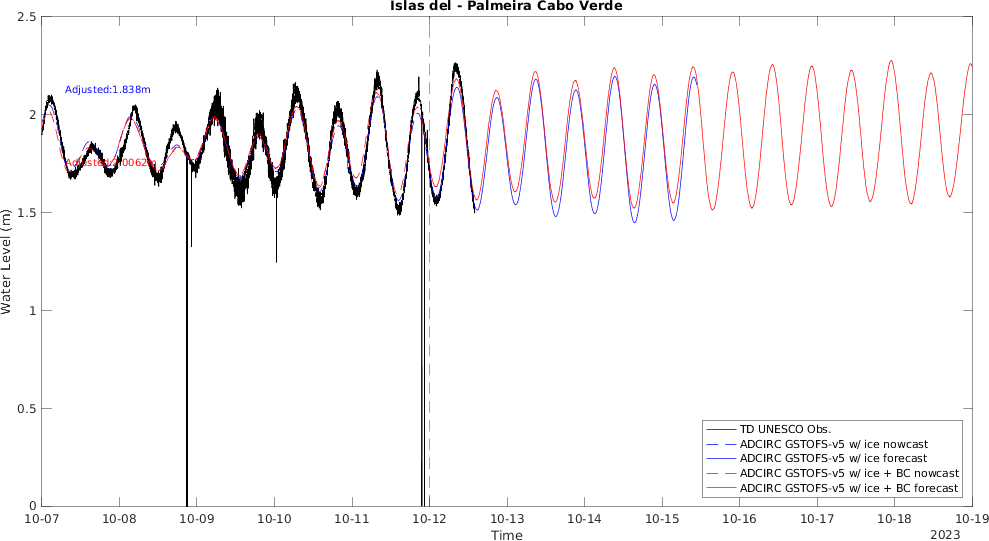 Islas del - Palmeira Cabo Verde
2.5
2
1.5
1
0.5
0
Water Level (m)
Adjusted:1.838m
10-07
10-08
10-09
10-10
10-11
10-12
10-13
10-14
10-15
10-16
10-17
10-18
10-19
Time
2023
TD UNESCO Obs.
ADCIRC GSTOFS-v5 w/ ice nowcast
ADCIRC GSTOFS-v5 w/ ice forecast
ADCIRC GSTOFS-v5 w/ ice + BC nowcast
ADCIRC GSTOFS-v5 w/ ice + BC forecast